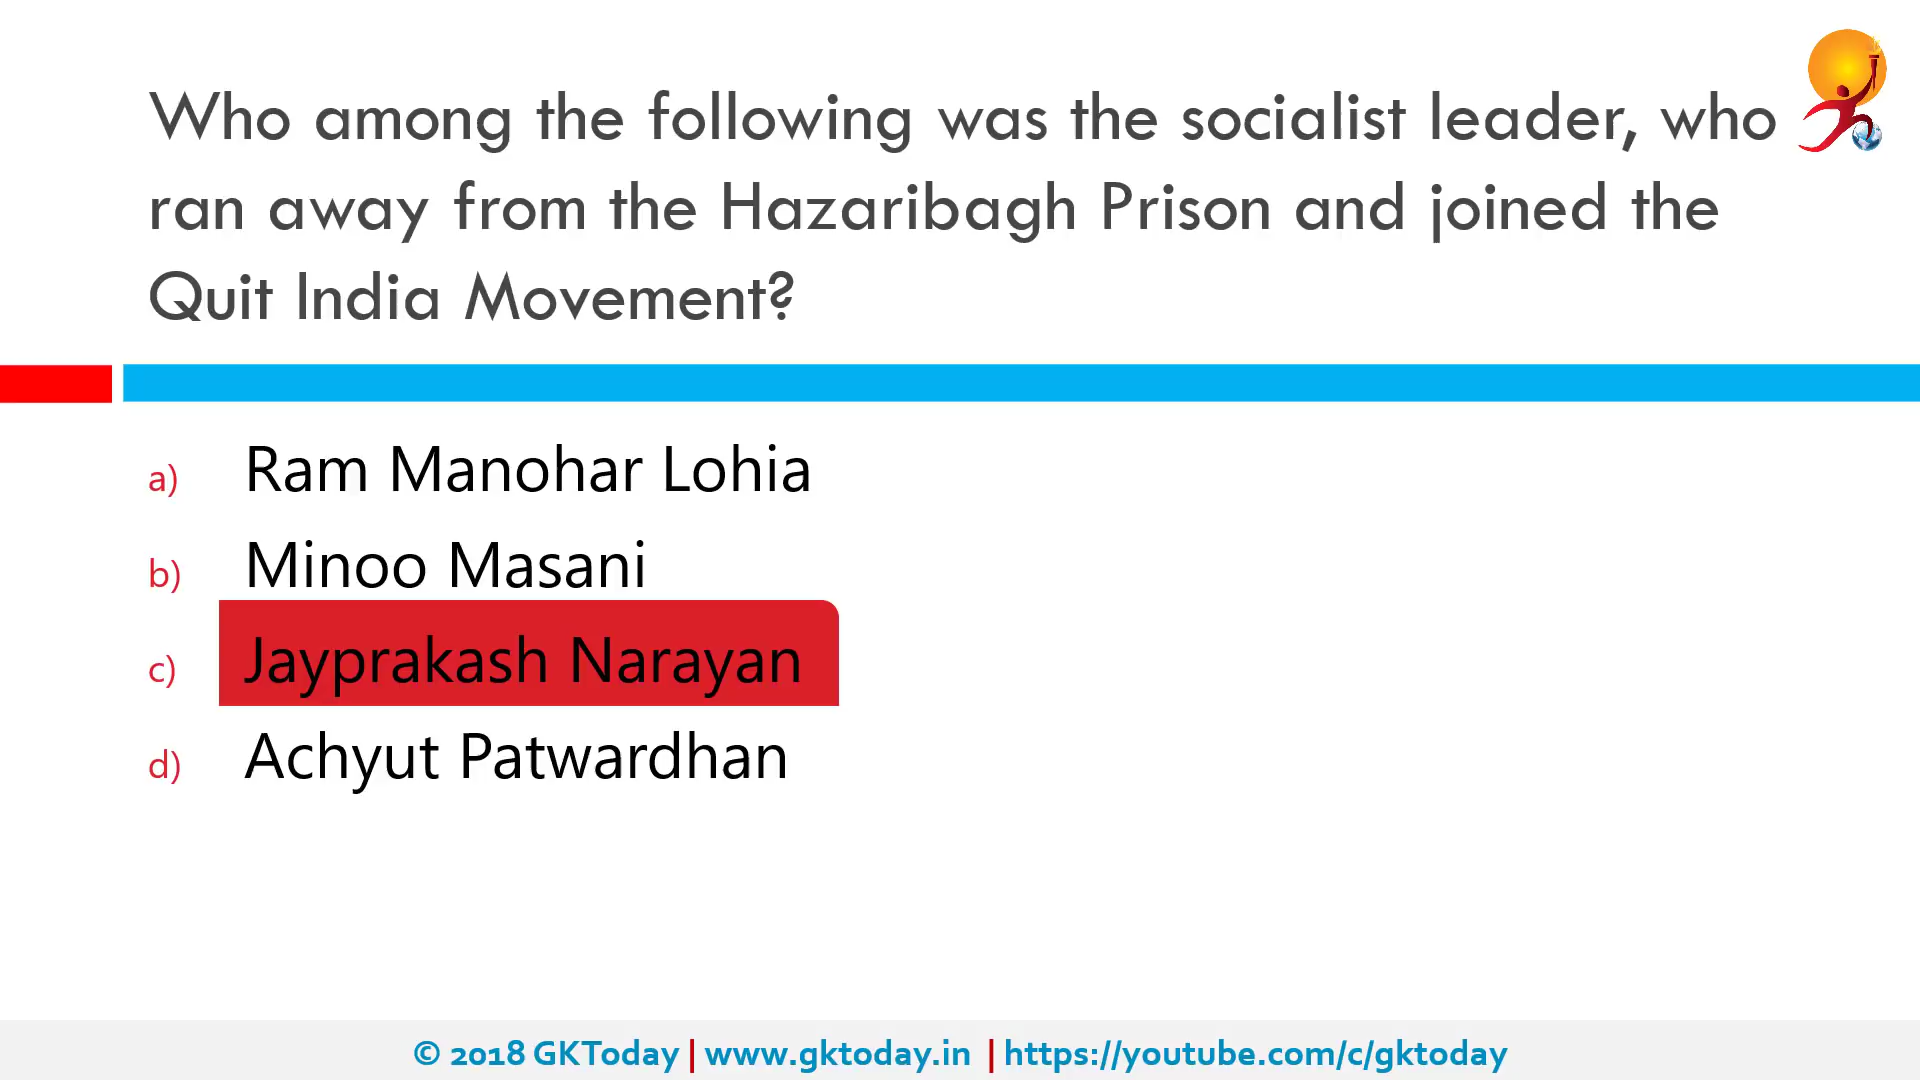 Who among the following was the socialist leader, who
ran away from the Hazaribagh Prison and joined the
Quit India Movement?
a) Ram Manohar Lohia
b) Minoo Masani
c) Jayprakash Narayan
d) Achyut Patwardhan
© 2018 GKToday | www.gktoday.in | https://youtube.com/c/gktoday